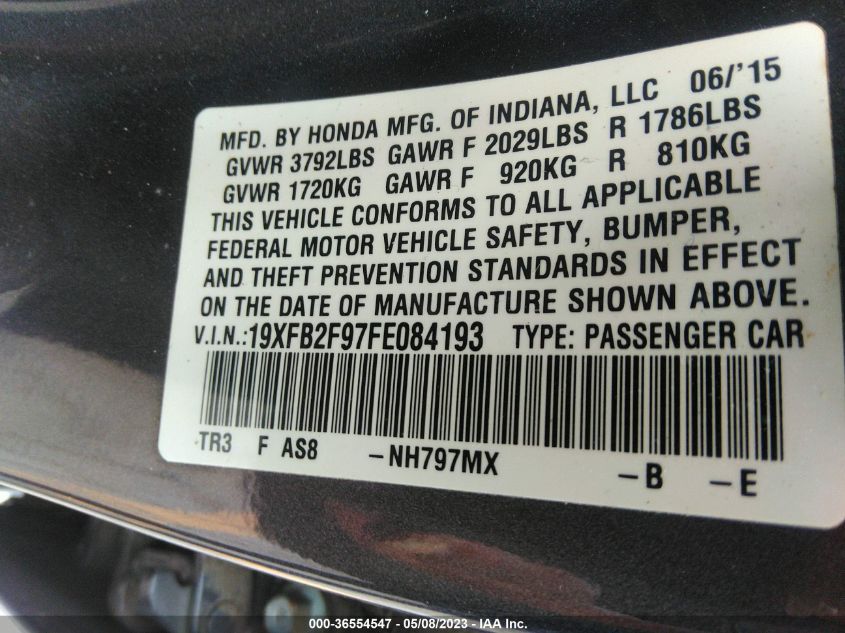 MFD. BY HONDA MFG. OF INDIANA, LLC 06/'15
GVWR 3792LBS GAWR F 2029LBS R 1786LBS
GVWR 1720KG GAWR F 920KG R 810KG
THIS VEHICLE CONFORMS TO ALL APPLICABLE
FEDERAL MOTOR VEHICLE SAFETY, BUMPER,
AND THEFT PREVENTION STANDARDS IN EFFECT
ON THE DATE OF MANUFACTURE SHOWN ABOVE.
V.I.N.:19XFB2F97FE084193 TYPE: PASSENGER CAR
TR3 F AS8 -NH797MX -B -E
000-36554547 - 05/08/2023 - IAA Inc.